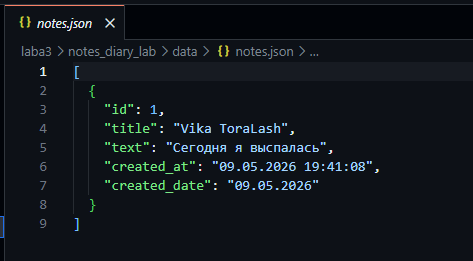 {} notes.json ×
laba3 > notes_diary_lab > data > {} notes.json > ...
1 [
2 {
3 "id": 1,
4 "title": "Vika ToraLash",
5 "text": "Сегодня я выспалась",
6 "created_at": "09.05.2026 19:41:08",
7 "created_date": "09.05.2026"
8 }
9 ]